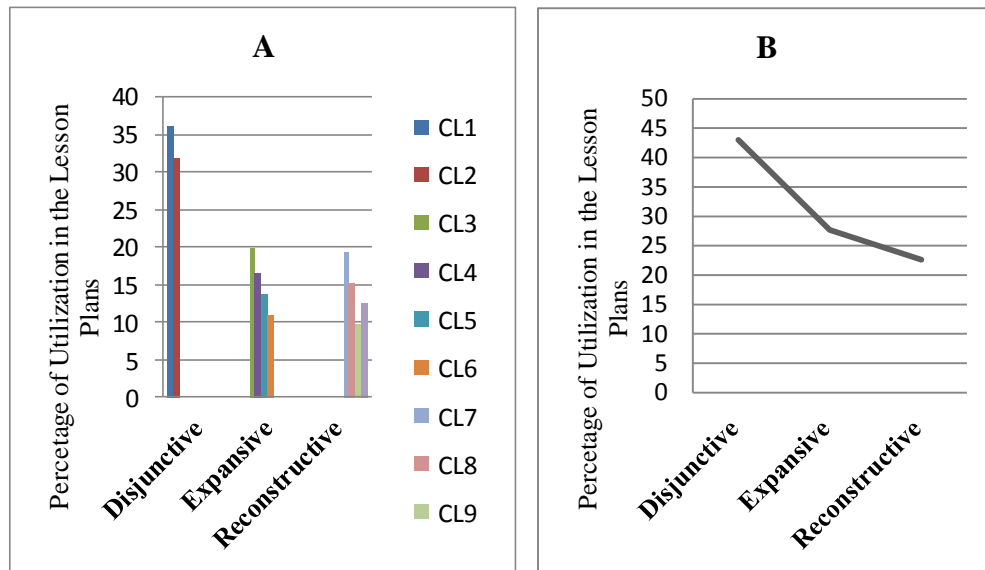 A
Percetage of Utilization in the Lesson
Plans
40
35
30
25
20
15
10
5
0
Disjunctive
Expansive
Reconstructive
CL1
CL2
CL3
CL4
CL5
CL6
CL7
CL8
CL9
B
Percetage of Utilization in the Lesson
Plans
50
45
40
35
30
25
20
15
10
5
0
Disjunctive
Expansive
Reconstructive